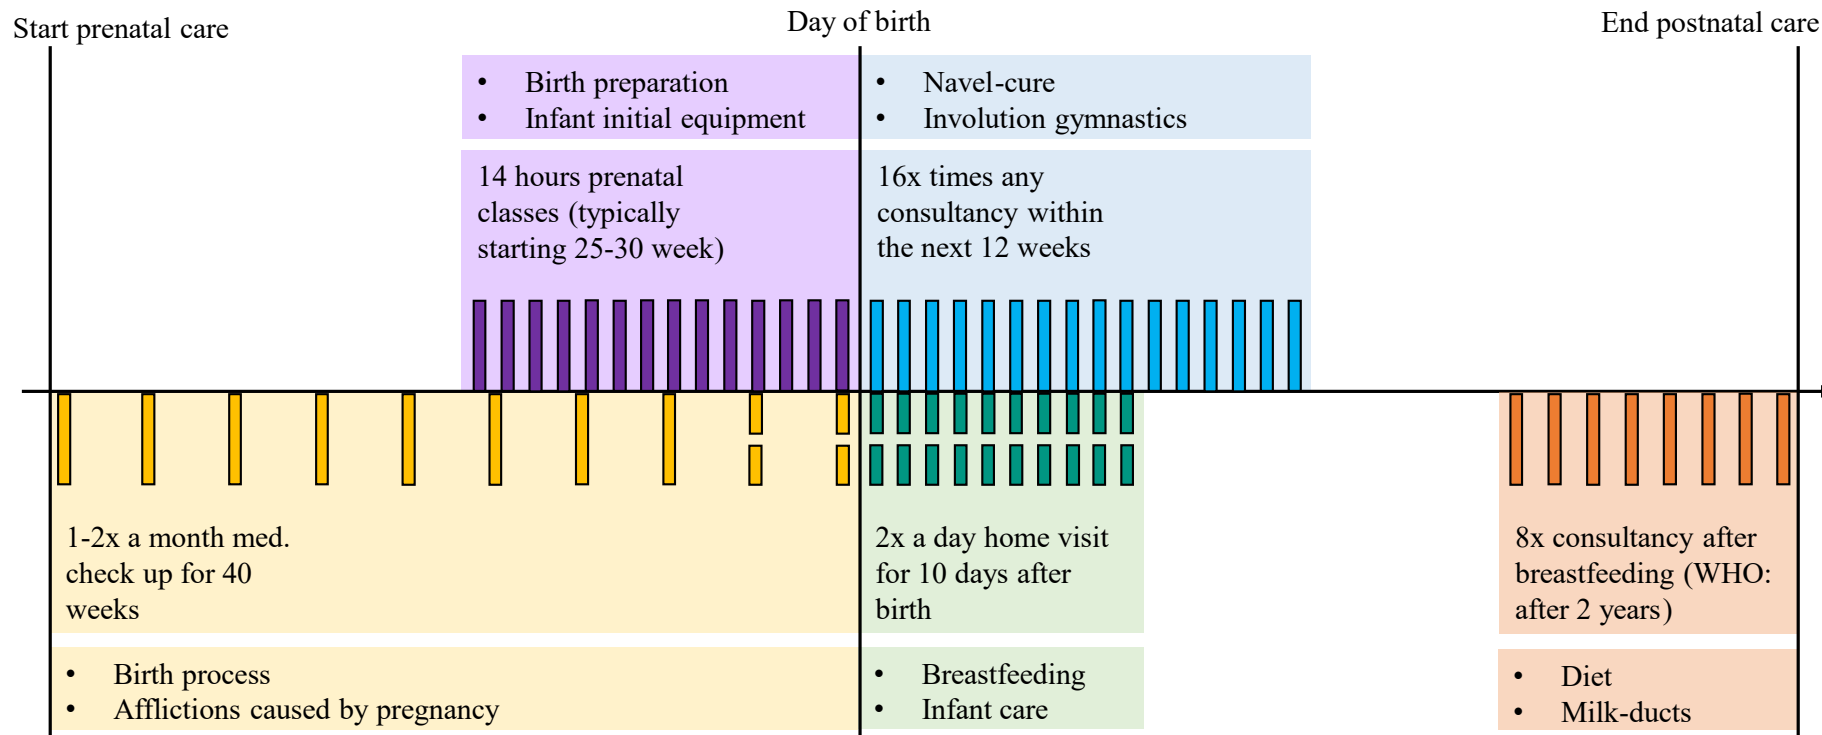 Start prenatal care
Day of birth
End postnatal care
• Birth preparation
• Infant initial equipment
• Navel-cure
• Involution gymnastics
14 hours prenatal
classes (typically
starting 25-30 week)
16x times any
consultancy within
the next 12 weeks
1-2x a month med.
check up for 40
weeks
2x a day home visit
for 10 days after
birth
8x consultancy after
breastfeeding (WHO:
after 2 years)
• Birth process
• Afflictions caused by pregnancy
• Breastfeeding
• Infant care
• Diet
• Milk-ducts